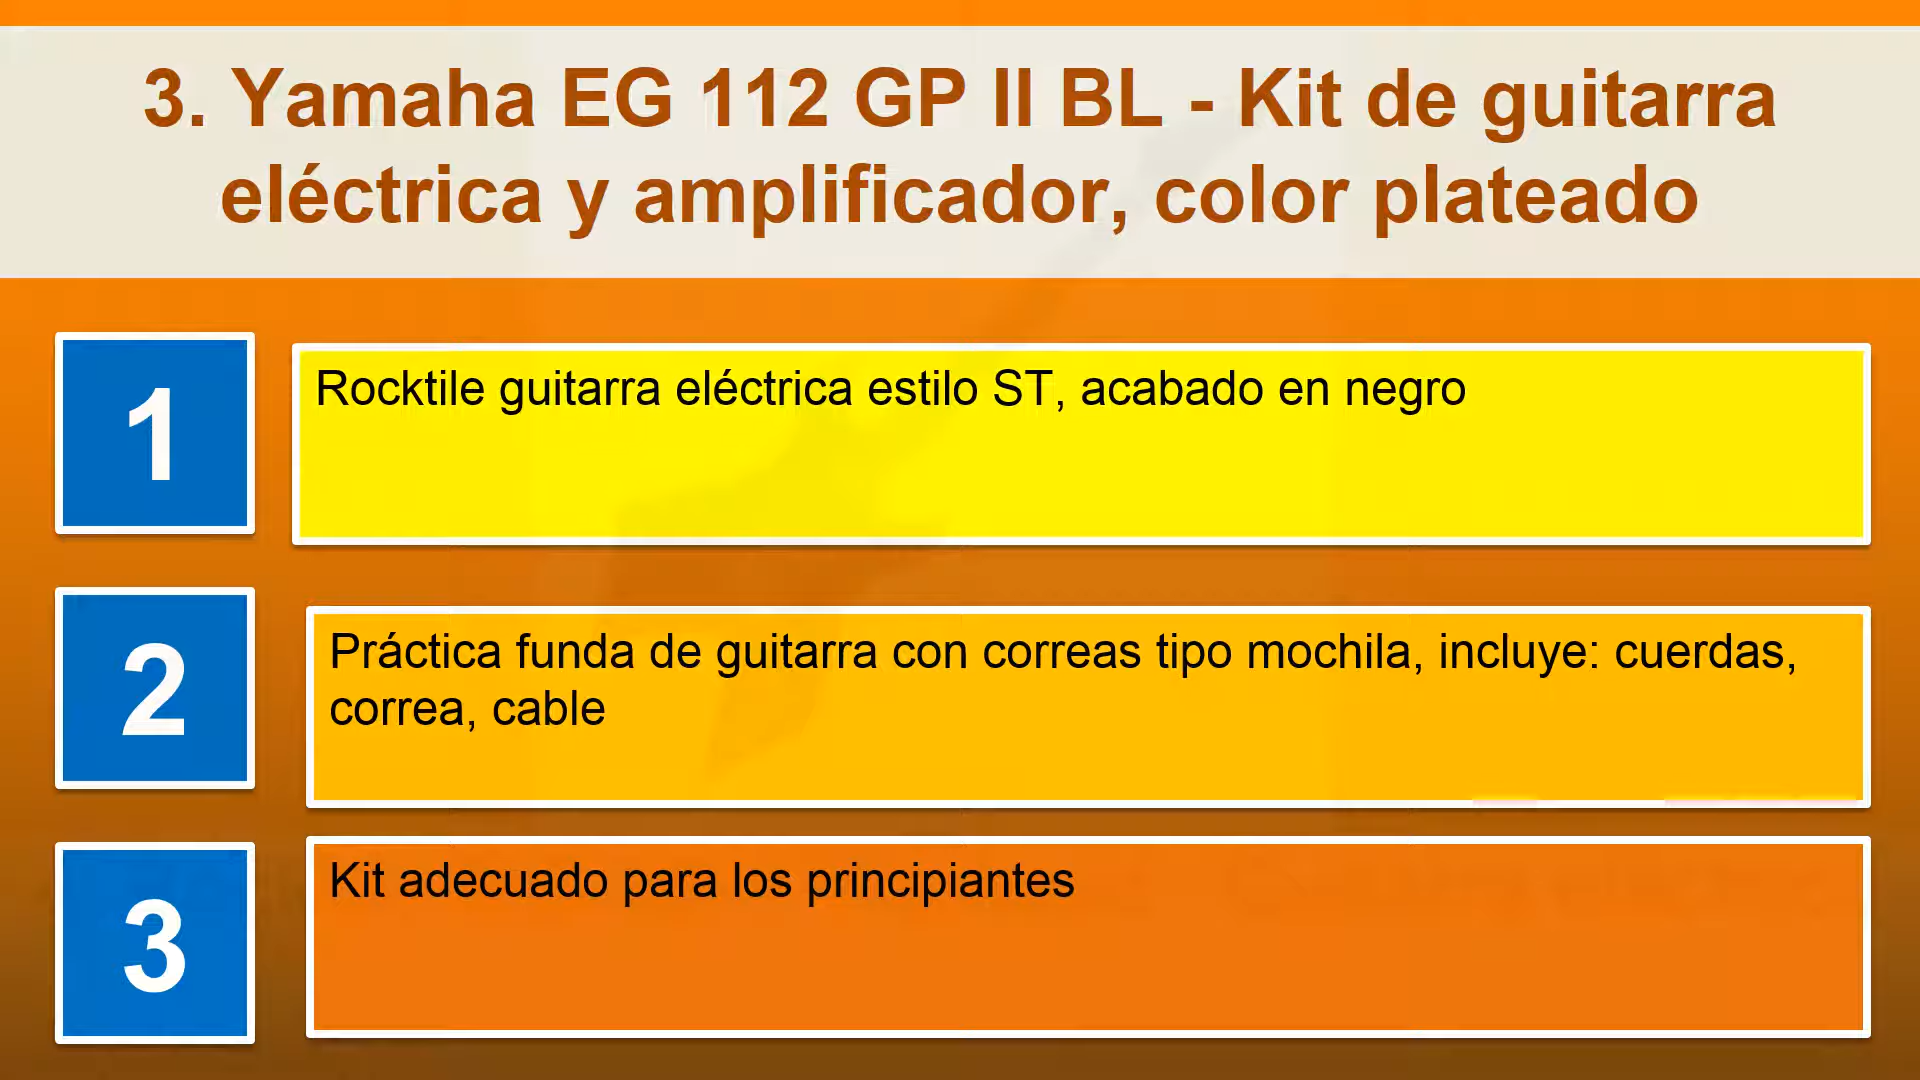 3. Yamaha EG 112 GP II BL - Kit de guitarra
eléctrica y amplificador, color plateado
1
Rocktile guitarra eléctrica estilo ST, acabado en negro
2
Práctica funda de guitarra con correas tipo mochila, incluye: cuerdas,
correa, cable
3
Kit adecuado para los principiantes